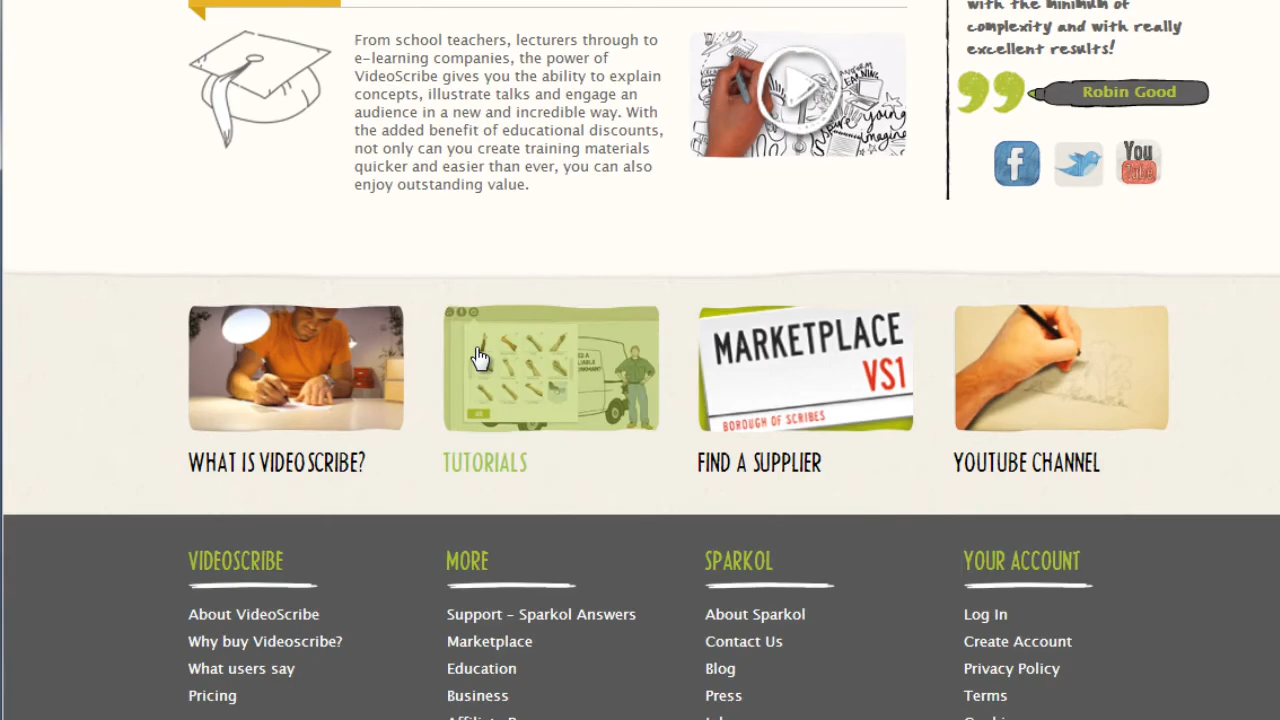 with the minimum of
complexity and with really
excellent results!
Robin Good
From school teachers, lecturers through to
e-learning companies, the power of
VideoScribe gives you the ability to explain
concepts, illustrate talks and engage an
audience in a new and incredible way. With
the added benefit of educational discounts,
not only can you create training materials
quicker and easier than ever, you can also
enjoy outstanding value.
You
Tube
MARKETPLACE
VS1
BOROUGH OF SCRIBES
WHAT IS VIDEOSCRIBE?
TUTORIALS
FIND A SUPPLIER
YOUTUBE CHANNEL
VIDEOSCRIBE
MORE
SPARKOL
YOUR ACCOUNT
About VideoScribe
Support - Sparkol Answers
About Sparkol
Log In
Why buy Videoscribe?
Marketplace
Contact Us
Create Account
What users say
Education
Blog
Privacy Policy
Pricing
Business
Press
Terms